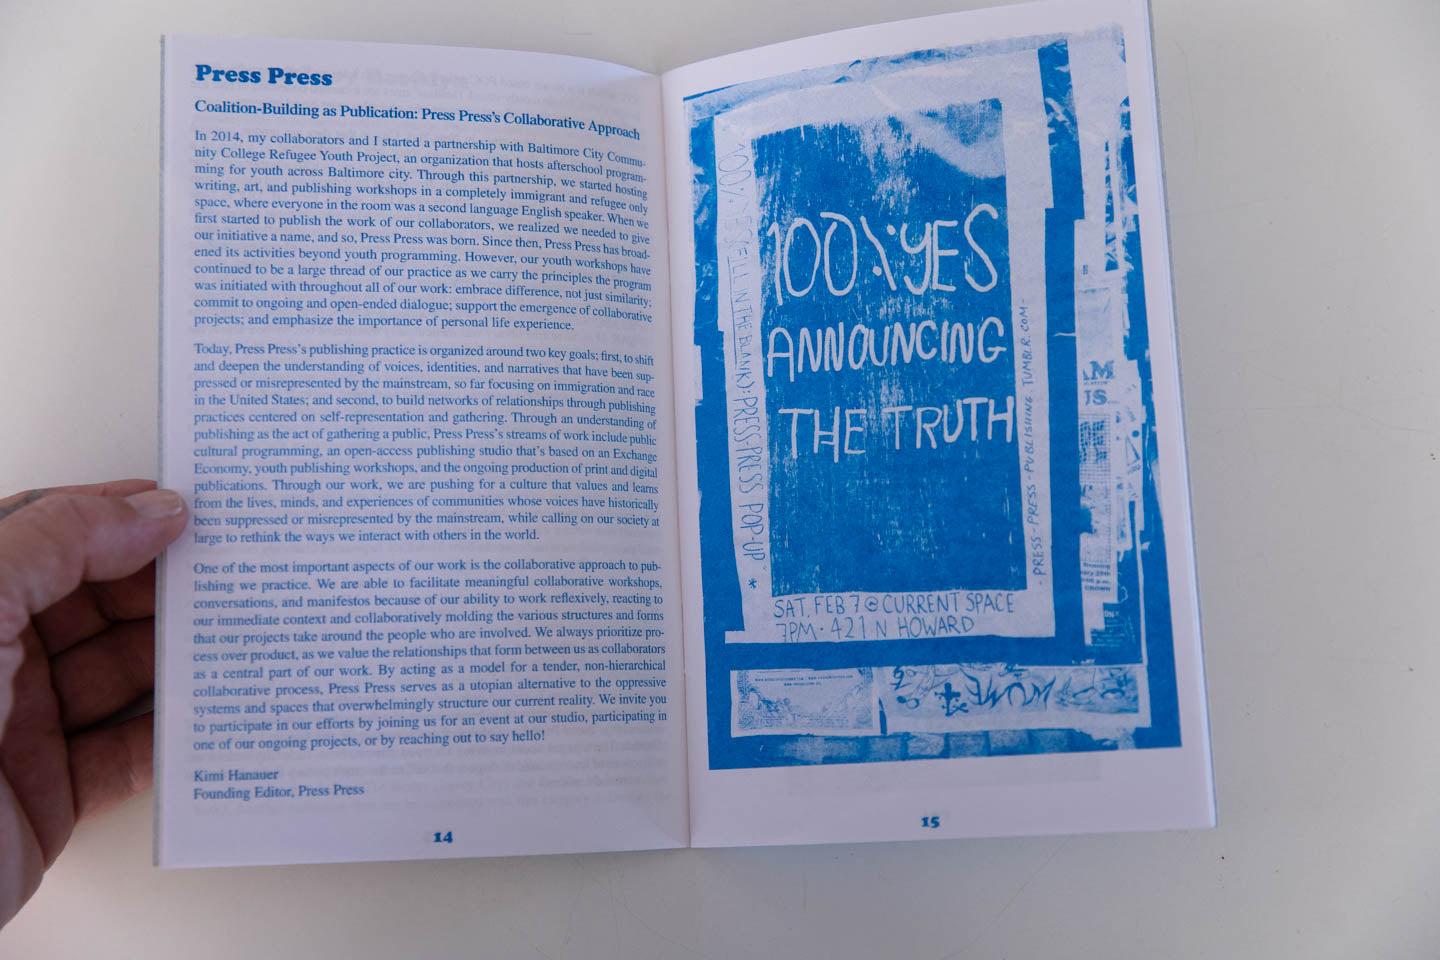 Press Press
Coalition-Building as Publication: Press Press's Collaborative Approach
In 2014, my collaborators and I started a partnership with Baltimore City Commu-
nity College Refugee Youth Project, an organization that hosts afterschool program-
ming for youth across Baltimore city. Through this partnership, we started hosting
writing, art, and publishing workshops in a completely immigrant and refugee only
space, where everyone in the room was a second language English speaker. When we
first started to publish the work of our collaborators, we realized we needed to give
our initiative a name, and so, Press Press was born. Since then, Press Press has broad-
ened its activities beyond youth programming. However, our youth workshops have
continued to be a large thread of our practice as we carry the principles the program
was initiated with throughout all of our work: embrace difference, not just similarity;
commit to ongoing and open-ended dialogue; support the emergence of collaborative
projects; and emphasize the importance of personal life experience.
Today, Press Press's publishing practice is organized around two key goals; first, to shift
and deepen the understanding of voices, identities, and narratives that have been sup-
pressed or misrepresented by the mainstream, so far focusing on immigration and race
in the United States; and second, to build networks of relationships through publishing
practices centered on self-representation and gathering. Through an understanding of
publishing as the act of gathering a public, Press Press's streams of work include public
cultural programming, an open-access publishing studio that's based on an Exchange
Economy, youth publishing workshops, and the ongoing production of print and digital
publications. Through our work, we are pushing for a culture that values and learns
from the lives, minds, and experiences of communities whose voices have historically
been suppressed or misrepresented by the mainstream, while calling on our society at
large to rethink the ways we interact with others in the world.
One of the most important aspects of our work is the collaborative approach to pub-
lishing we practice. We are able to facilitate meaningful collaborative workshops,
conversations, and manifestos because of our ability to work reflexively, reacting to
our immediate context and collaboratively molding the various structures and forms
that our projects take around the people who are involved. We always prioritize pro-
cess over product, as we value the relationships that form between us as collaborators
as a central part of our work. By acting as a model for a tender, non-hierarchical
collaborative process, Press Press serves as a utopian alternative to the oppressive
systems and spaces that overwhelmingly structure our current reality. We invite you
to participate in our efforts by joining us for an event at our studio, participating in
one of our ongoing projects, or by reaching out to say hello!
Kimi Hanauer
Founding Editor, Press Press
14
100%YES
ANNOUNCING
THE TRUTH
100%: YES (FILL IN THE BLANK): PRESS-PRESS POP-UP *
- PRESS-PRESS-PUBLISHING.TUMBLR.COM-
SAT, FEB 7 @ CURRENT SPACE
7PM • 421 N HOWARD
AM
US
CROWN
15